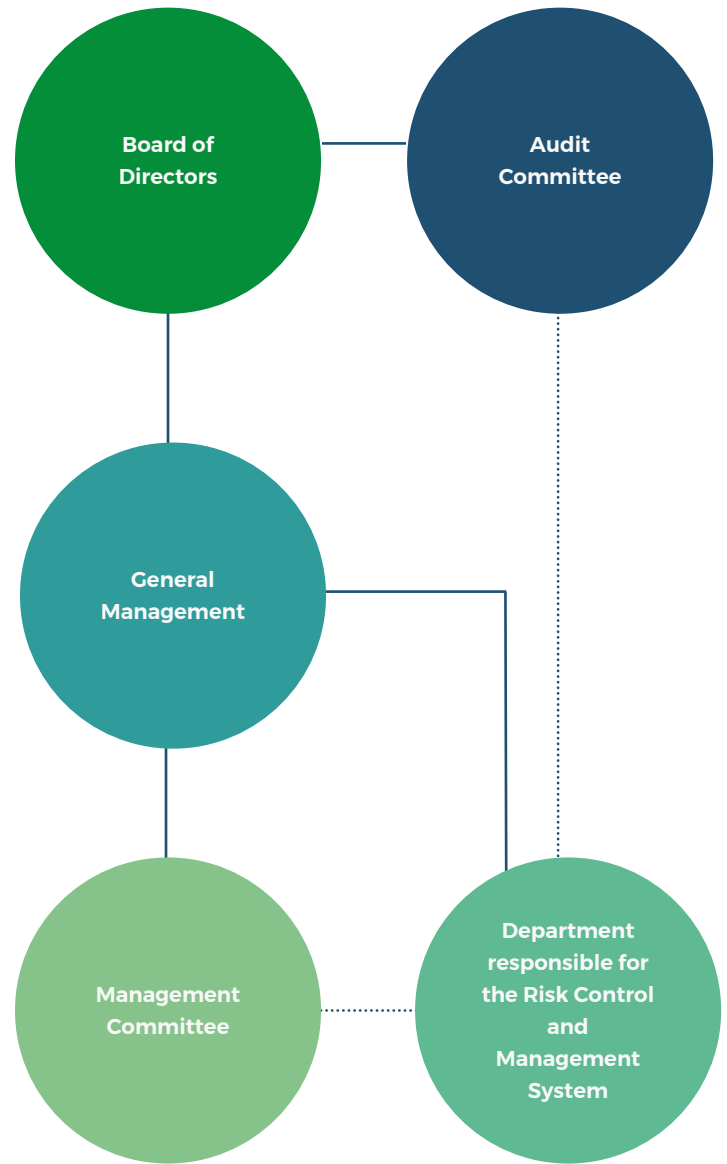 Board of
Directors
Audit
Committee
General
Management
Management
Committee
Department
responsible for
the Risk Control
and
Management
System